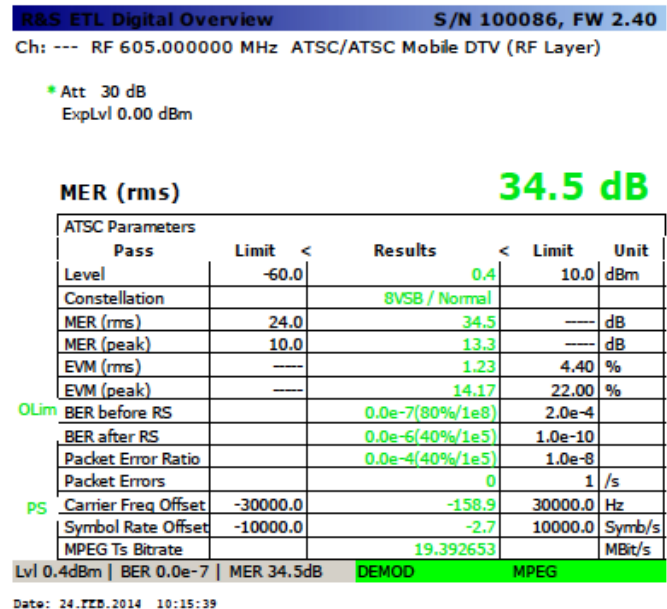 R&S ETL Digital Overview S/N 100086, FW 2.40
Ch: --- RF 605.000000 MHz ATSC/ATSC Mobile DTV (RF Layer)
* Att 30 dB
ExpLvl 0.00 dBm
MER (rms) 34.5 dB
ATSC Parameters
Pass Limit < Results < Limit Unit
Level -60.0 0.4 10.0 dBm
Constellation 8VSB / Normal
MER (rms) 24.0 34.5 ----- dB
MER (peak) 10.0 13.3 ----- dB
EVM (rms) ----- 1.23 4.40 %
EVM (peak) ----- 14.17 22.00 %
OLim BER before RS 0.0e-7(80%/1e8) 2.0e-4
BER after RS 0.0e-6(40%/1e5) 1.0e-10
Packet Error Ratio 0.0e-4(40%/1e5) 1.0e-8
Packet Errors 0 1 /s
PS Carrier Freq Offset -30000.0 -158.9 30000.0 Hz
Symbol Rate Offset -10000.0 -2.7 10000.0 Symb/s
MPEG Ts Bitrate 19.392653 MBit/s
Lvl 0.4dBm | BER 0.0e-7 | MER 34.5dB DEMOD MPEG
Date: 24.FEB.2014 10:15:39